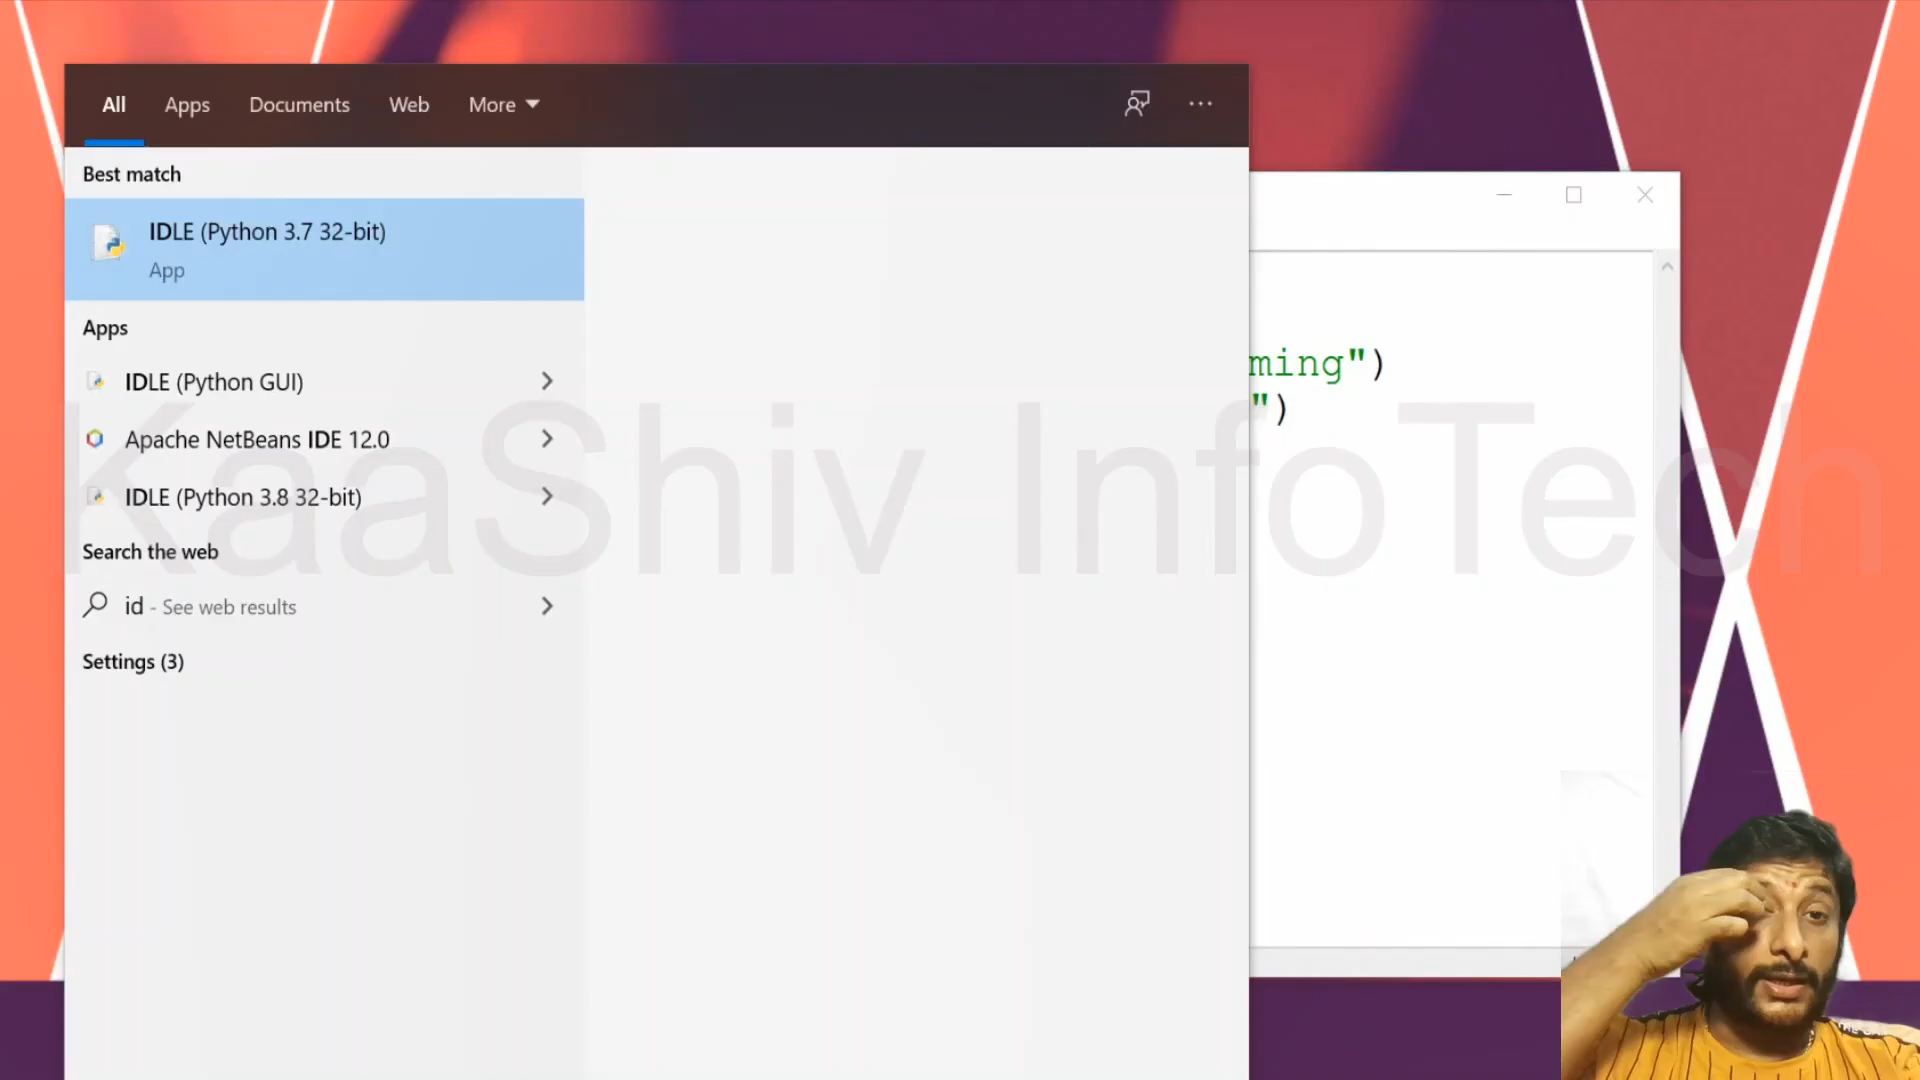 All Apps Documents Web More
Best match
IDLE (Python 3.7 32-bit)
App
Apps
IDLE (Python GUI)
Apache NetBeans IDE 12.0
IDLE (Python 3.8 32-bit)
Search the web
id - See web results
Settings (3)
ming")
")
KaaShiv InfoTech